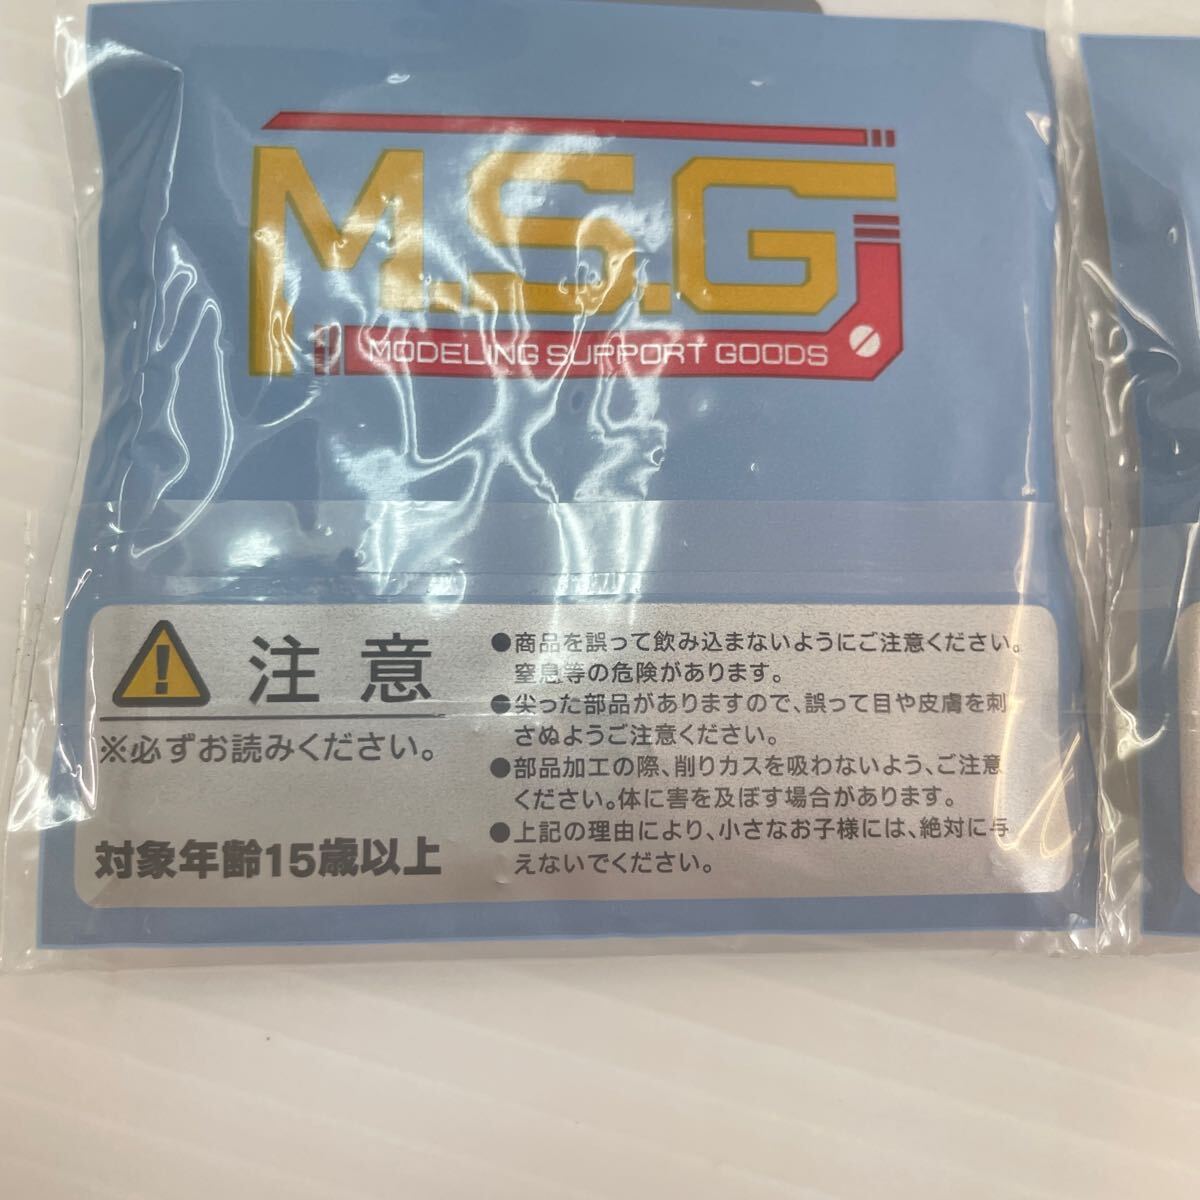 M.S.G
MODELING SUPPORT GOODS
注意
※必ずお読みください。
対象年齢15歳以上
●商品を誤って飲み込まないようにご注意ください。
窒息等の危険があります。
●尖った部品がありますので、誤って目や皮膚を刺
さぬようご注意ください。
●部品加工の際、削りカスを吸わないよう、ご注意
ください。体に害を及ぼす場合があります。
●上記の理由により、小さなお子様には、絶対に与
えないでください。